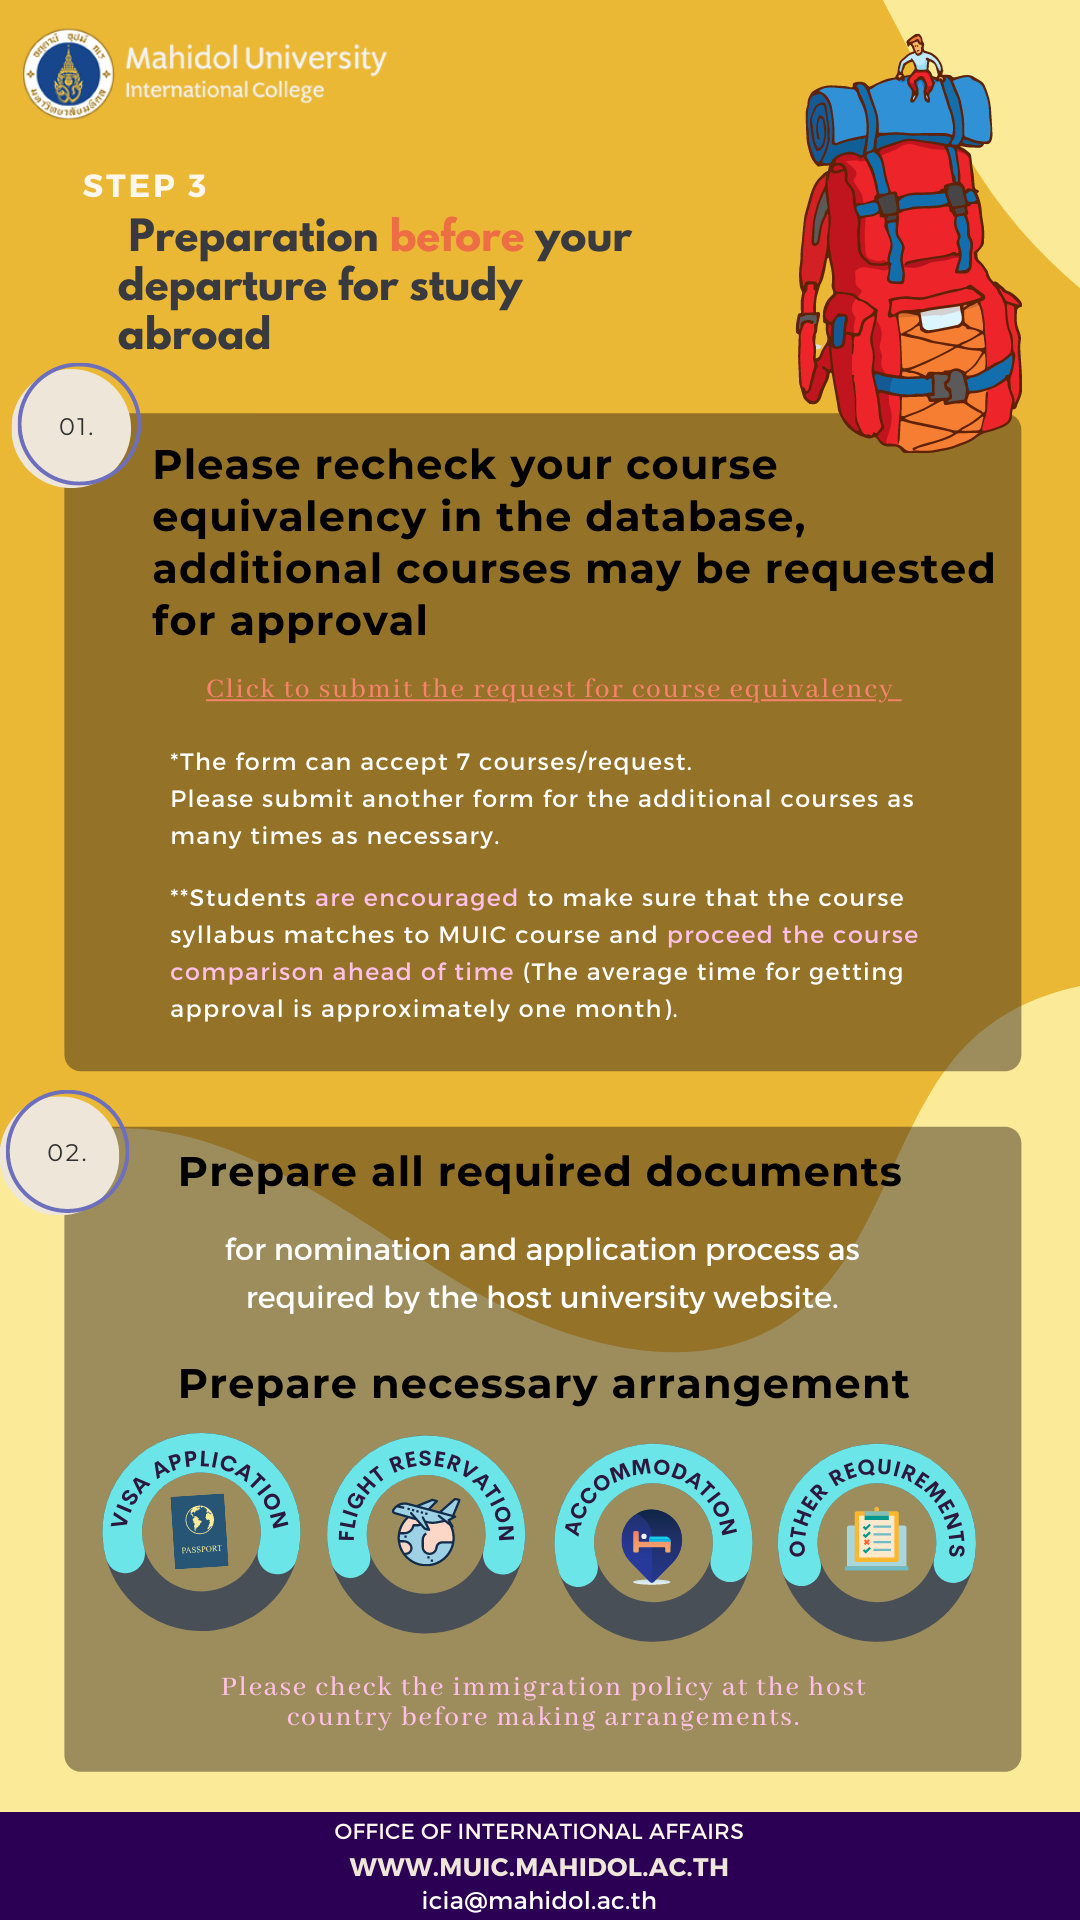 Mahidol University
International College
STEP 3
Preparation before your
departure for study
abroad
01.
Please recheck your course
equivalency in the database,
additional courses may be requested
for approval
Click to submit the request for course equivalency
*The form can accept 7 courses/request.
Please submit another form for the additional courses as
many times as necessary.
**Students are encouraged to make sure that the course
syllabus matches to MUIC course and proceed the course
comparison ahead of time (The average time for getting
approval is approximately one month).
02.
Prepare all required documents
for nomination and application process as
required by the host university website.
Prepare necessary arrangement
VISA APPLICATION
PASSPORT
FLIGHT RESERVATION
ACCOMMODATION
OTHER REQUIREMENTS
Please check the immigration policy at the host
country before making arrangements.
OFFICE OF INTERNATIONAL AFFAIRS
WWW.MUIC.MAHIDOL.AC.TH
icia@mahidol.ac.th